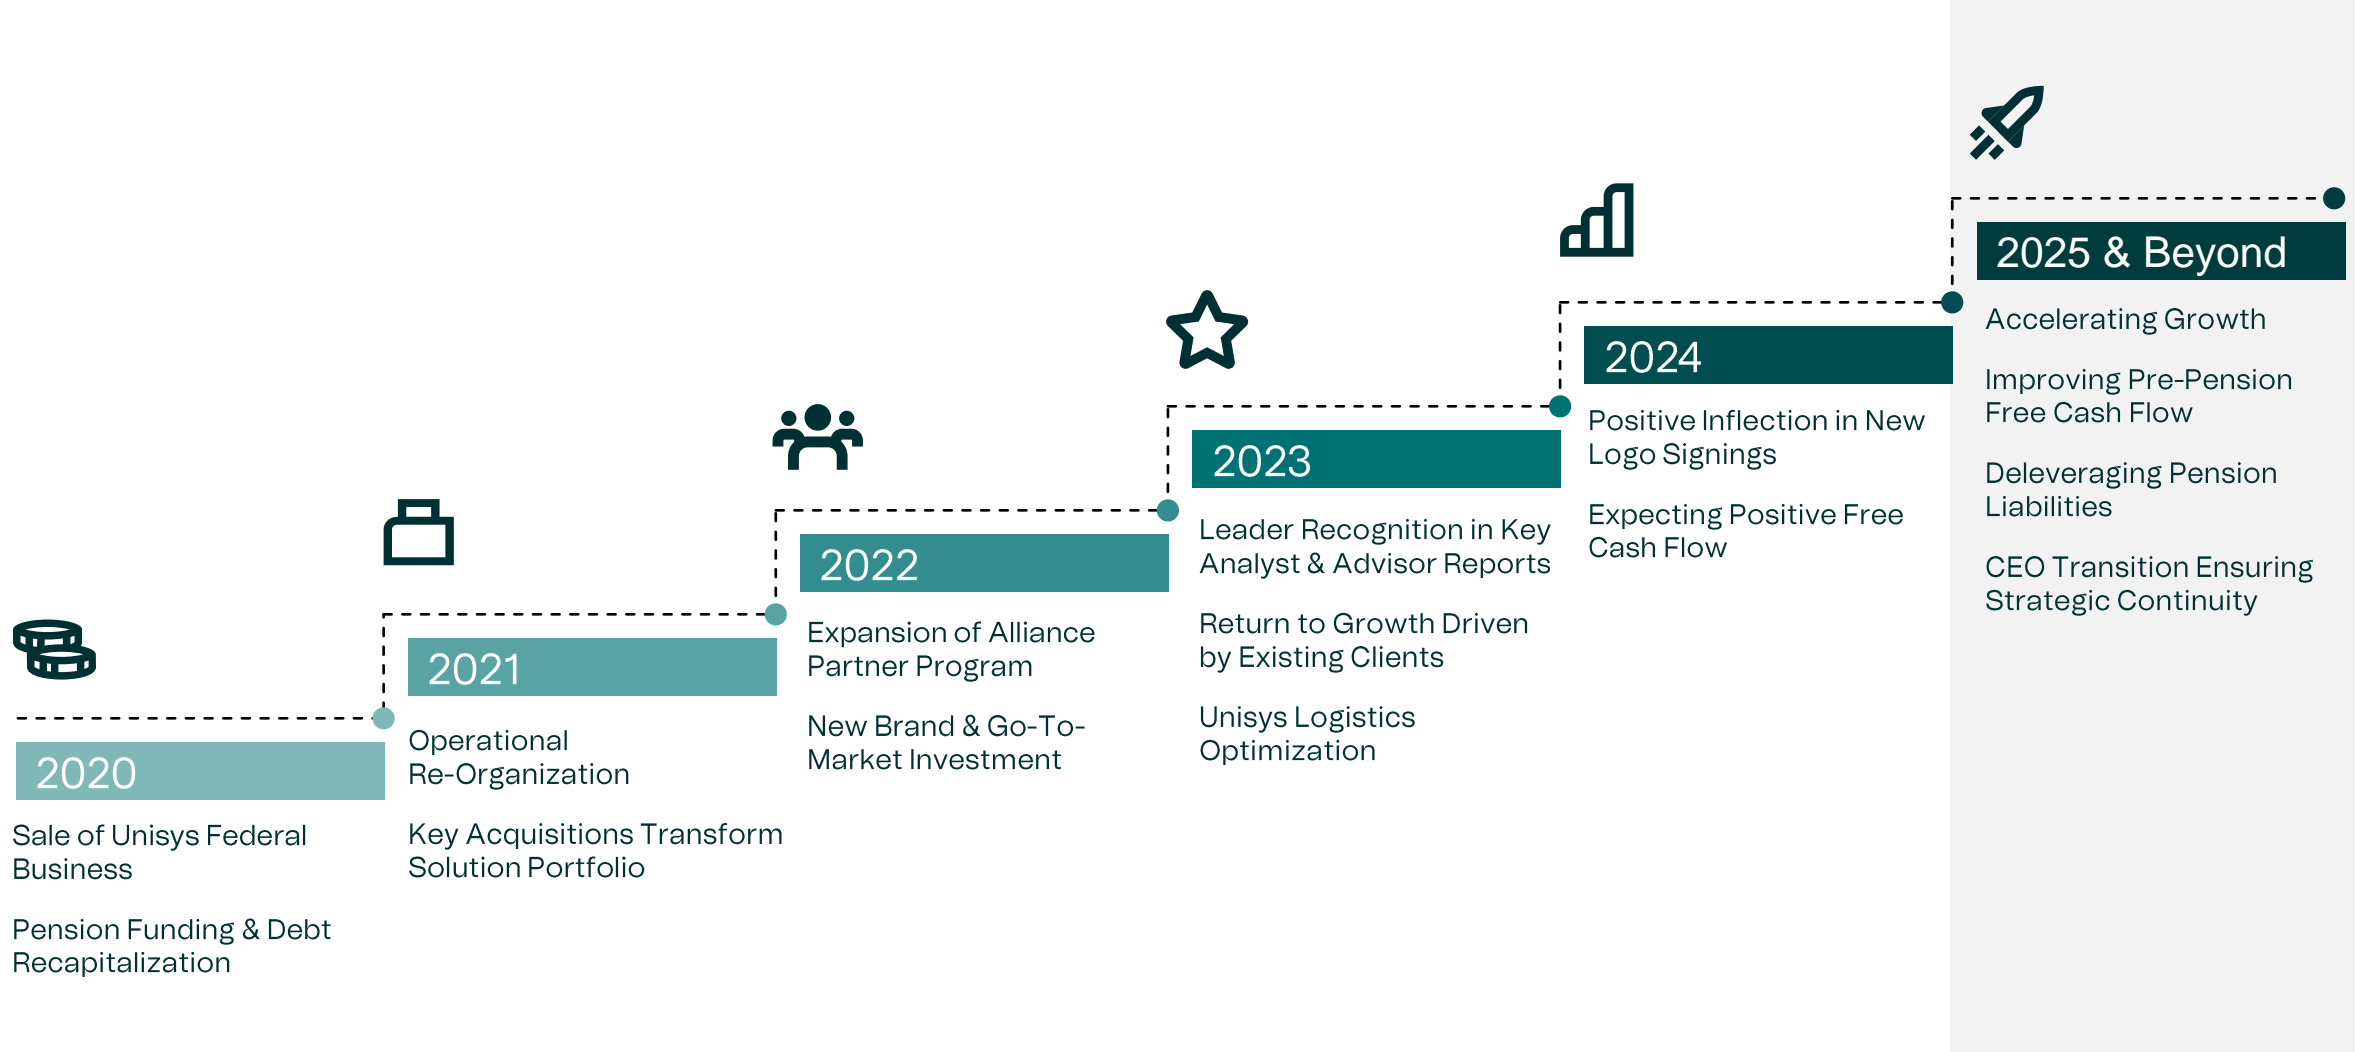 2020
Sale of Unisys Federal
Business
Pension Funding & Debt
Recapitalization
2021
Operational
Re-Organization
Key Acquisitions Transform
Solution Portfolio
2022
Expansion of Alliance
Partner Program
New Brand & Go-To-
Market Investment
2023
Leader Recognition in Key
Analyst & Advisor Reports
Return to Growth Driven
by Existing Clients
Unisys Logistics
Optimization
2024
Positive Inflection in New
Logo Signings
Expecting Positive Free
Cash Flow
2025 & Beyond
Accelerating Growth
Improving Pre-Pension
Free Cash Flow
Deleveraging Pension
Liabilities
CEO Transition Ensuring
Strategic Continuity